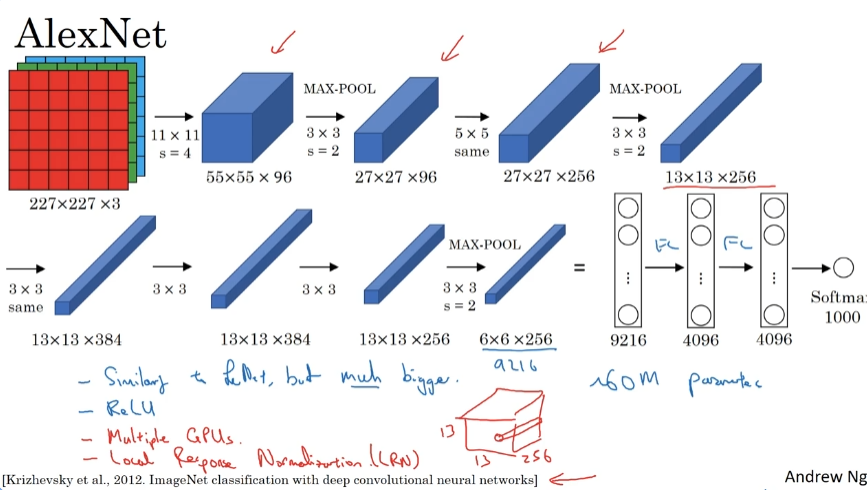 AlexNet
MAX-POOL
MAX-POOL
11 × 11
s = 4
3 × 3
s = 2
5 × 5
same
3 × 3
s = 2
227×227 ×3
55×55 × 96
27×27 ×96
27×27 ×256
13×13 ×256
3 × 3
same
3 × 3
3 × 3
MAX-POOL
3 × 3
s = 2
=
FC
FC
Softma
1000
13×13 ×384
13×13 ×384
13×13 ×256
6×6 ×256
9216
4096
4096
9216
- Similar to LeNet, but much bigger.
~60M
- ReLU
- Multiple GPUs.
- Local Response Normalization (LRN)
13
13
256
[Krizhevsky et al., 2012. ImageNet classification with deep convolutional neural networks]
Andrew Ng